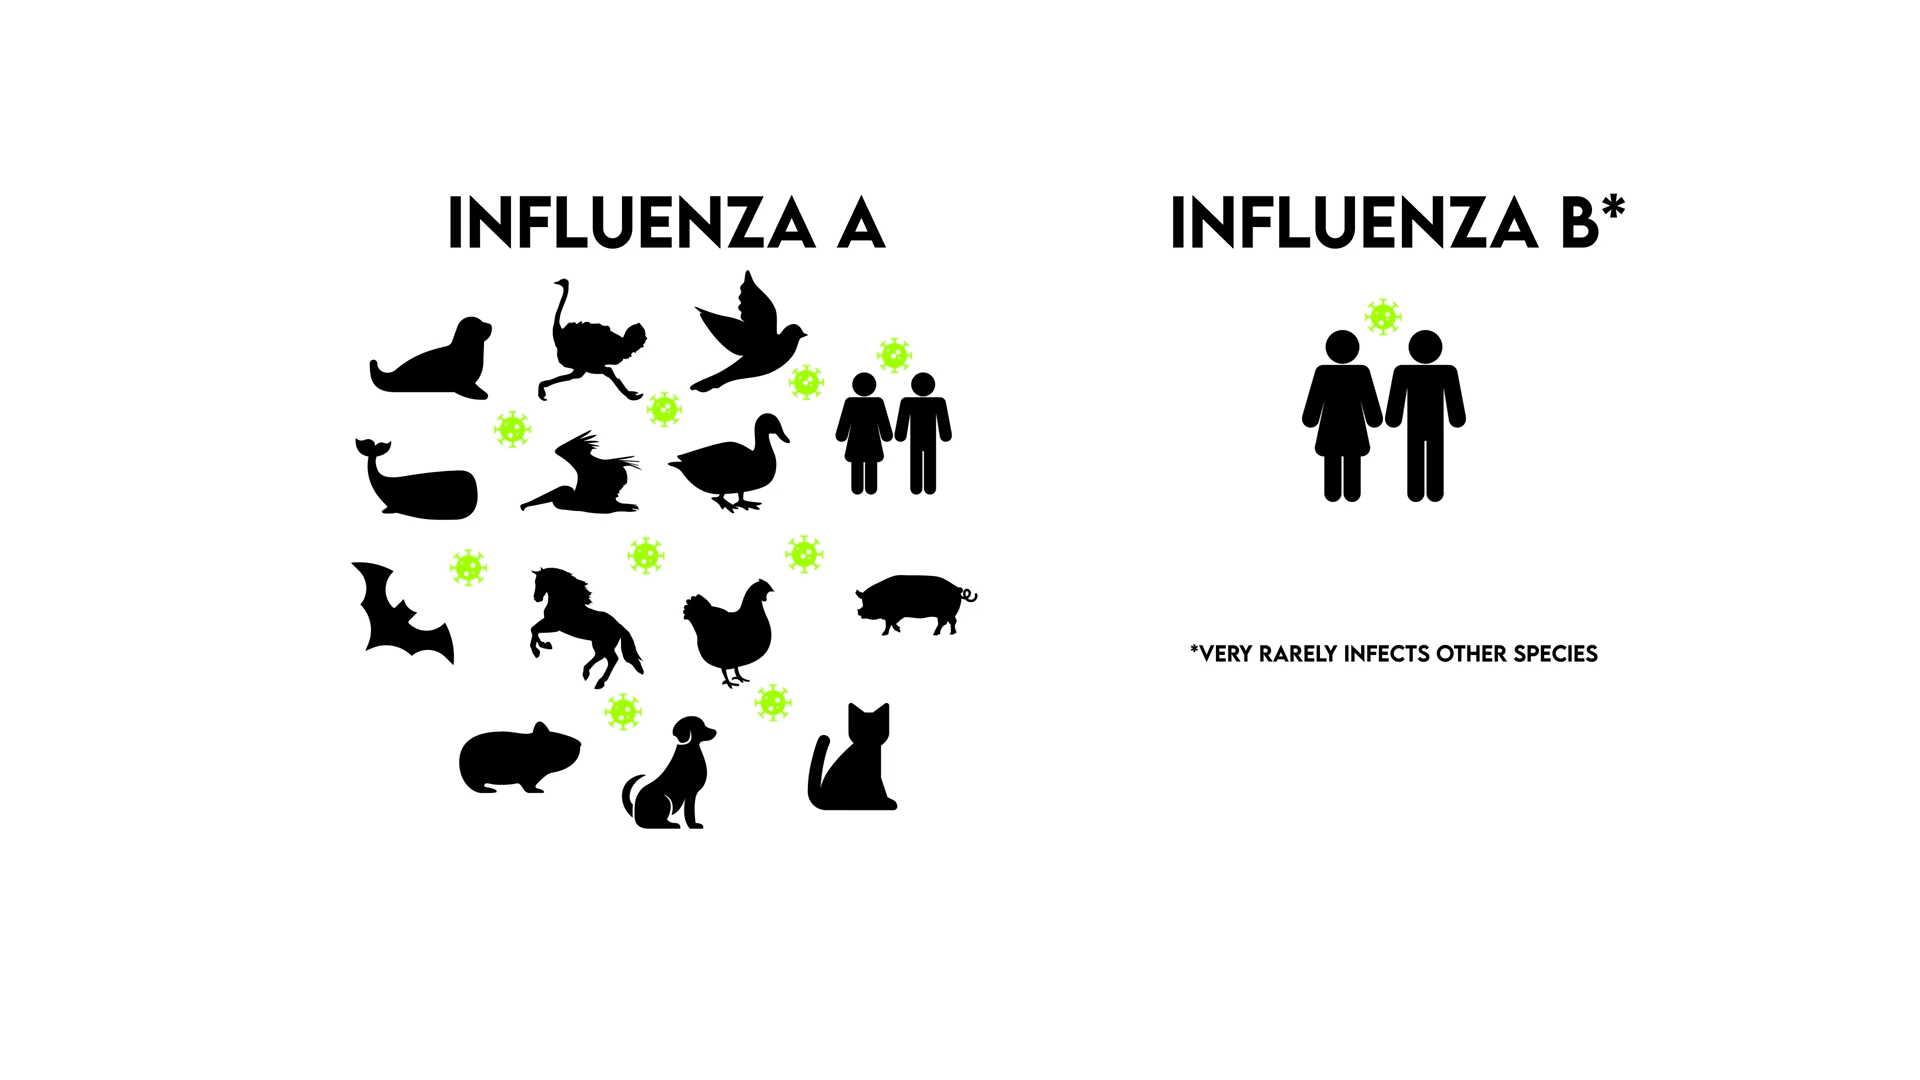 INFLUENZA A
INFLUENZA B*
*VERY RARELY INFECTS OTHER SPECIES